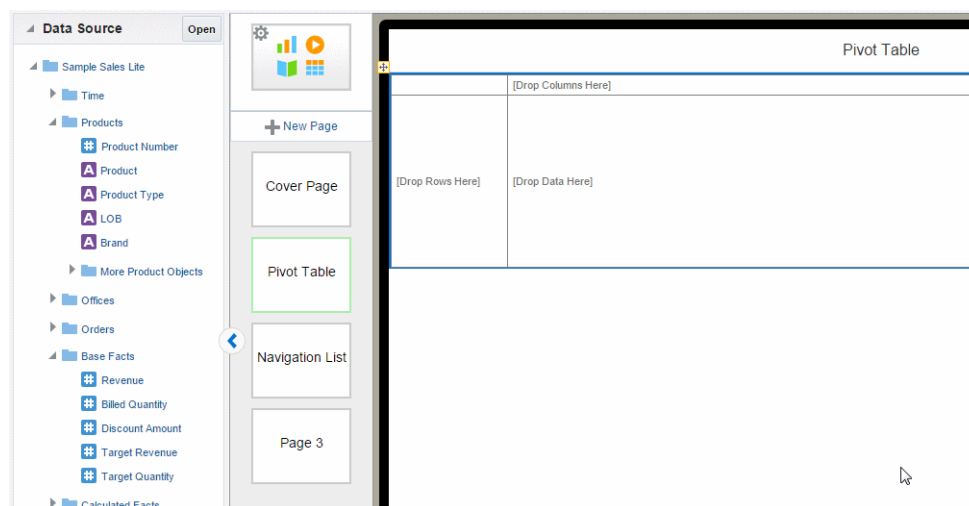 Data Source
Open
Sample Sales Lite
Time
Products
Product Number
Product
Product Type
LOB
Brand
More Product Objects
Offices
Orders
Base Facts
Revenue
Billed Quantity
Discount Amount
Target Revenue
Target Quantity
Calculated Facts
New Page
Cover Page
Pivot Table
Navigation List
Page 3
Pivot Table
[Drop Columns Here]
[Drop Rows Here]
[Drop Data Here]